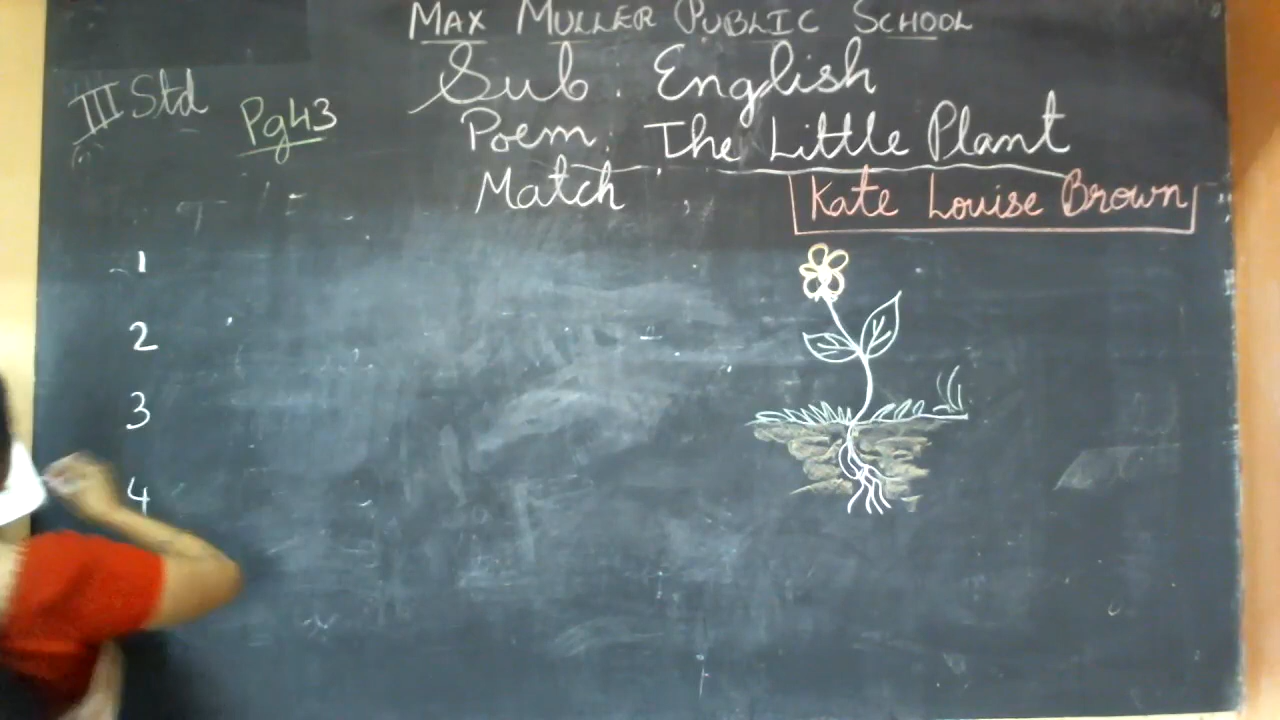 MAX MULLER PUBLIC SCHOOL
Sub. English
III Std
Pg43
Poem: The Little Plant
Match
Kate Louise Brown
1
2
3
4